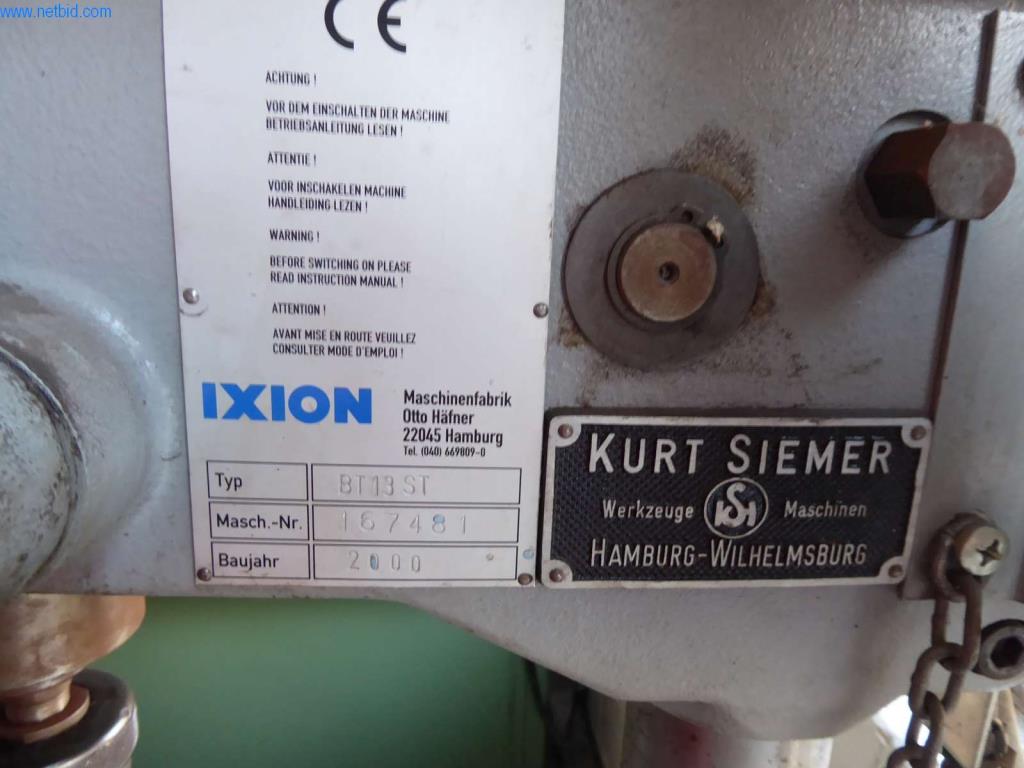 www.netbid.com
CE
ACHTUNG !
VOR DEM EINSCHALTEN DER MASCHINE
BETRIEBSANLEITUNG LESEN !
ATTENTIE !
VOOR INSCHAKELEN MACHINE
HANDLEIDING LEZEN !
WARNING !
BEFORE SWITCHING ON PLEASE
READ INSTRUCTION MANUAL !
ATTENTION !
AVANT MISE EN ROUTE VEUILLEZ
CONSULTER MODE D'EMPLOI !
IXION
Maschinenfabrik
Otto Häfner
22045 Hamburg
Tel. (040) 669809-0
Typ BT13ST
Masch.-Nr. 167481
Baujahr 2000
KURT SIEMER
Werkzeuge KSH Maschinen
HAMBURG-WILHELMSBURG